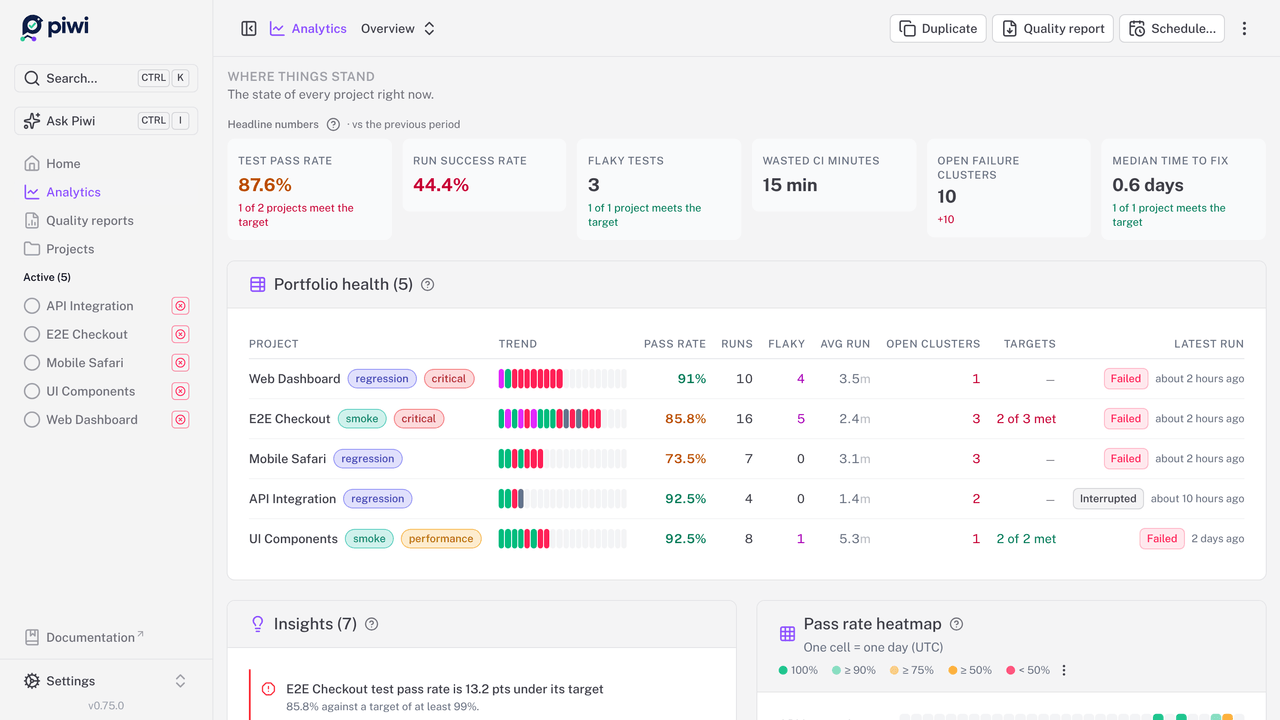 piwi
Search...
CTRL K
Ask Piwi
CTRL I
Home
Analytics
Quality reports
Projects
Active (5)
API Integration
E2E Checkout
Mobile Safari
UI Components
Web Dashboard
Documentation
Settings
v0.75.0
Analytics Overview
Duplicate
Quality report
Schedule...
WHERE THINGS STAND
The state of every project right now.
Headline numbers · vs the previous period
TEST PASS RATE
87.6%
1 of 2 projects meet the
target
RUN SUCCESS RATE
44.4%
FLAKY TESTS
3
1 of 1 project meets the
target
WASTED CI MINUTES
15 min
OPEN FAILURE
CLUSTERS
10
+10
MEDIAN TIME TO FIX
0.6 days
1 of 1 project meets the
target
Portfolio health (5)
PROJECT TREND PASS RATE RUNS FLAKY AVG RUN OPEN CLUSTERS TARGETS LATEST RUN
Web Dashboard regression critical 91% 10 4 3.5m 1 – Failed about 2 hours ago
E2E Checkout smoke critical 85.8% 16 5 2.4m 3 2 of 3 met Failed about 2 hours ago
Mobile Safari regression 73.5% 7 0 3.1m 3 – Failed about 2 hours ago
API Integration regression 92.5% 4 0 1.4m 2 – Interrupted about 10 hours ago
UI Components smoke performance 92.5% 8 1 5.3m 1 2 of 2 met Failed 2 days ago
Insights (7)
E2E Checkout test pass rate is 13.2 pts under its target
85.8% against a target of at least 99%.
Pass rate heatmap
One cell = one day (UTC)
100% ≥ 90% ≥ 75% ≥ 50% < 50%